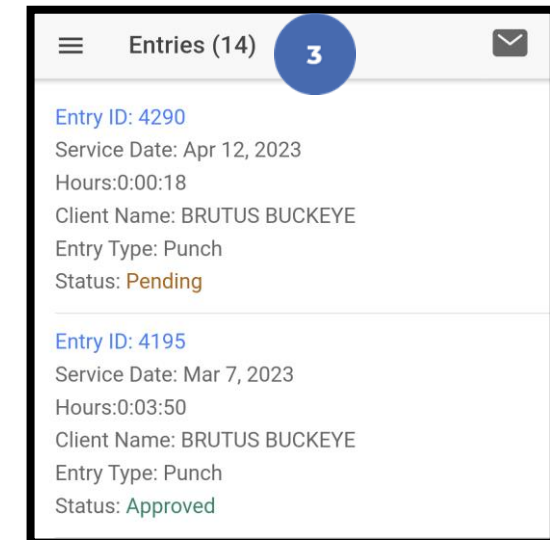 Entries (14)
3
Entry ID: 4290
Service Date: Apr 12, 2023
Hours:0:00:18
Client Name: BRUTUS BUCKEYE
Entry Type: Punch
Status: Pending
Entry ID: 4195
Service Date: Mar 7, 2023
Hours:0:03:50
Client Name: BRUTUS BUCKEYE
Entry Type: Punch
Status: Approved